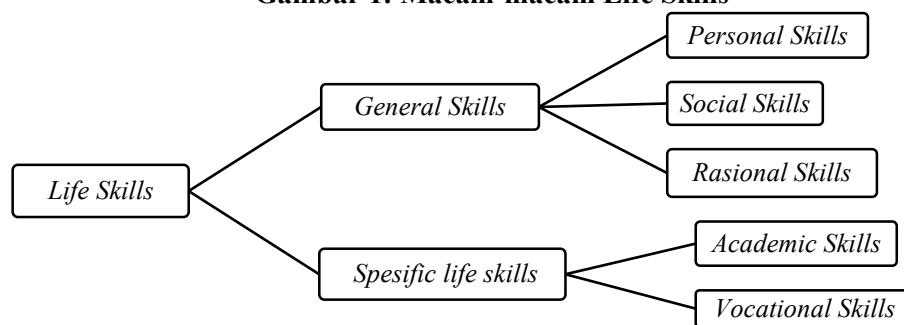 Gambar 1. Macam-macam Life Skills
Personal Skills
General Skills
Social Skills
Rasional Skills
Life Skills
Academic Skills
Spesific life skills
Vocational Skills